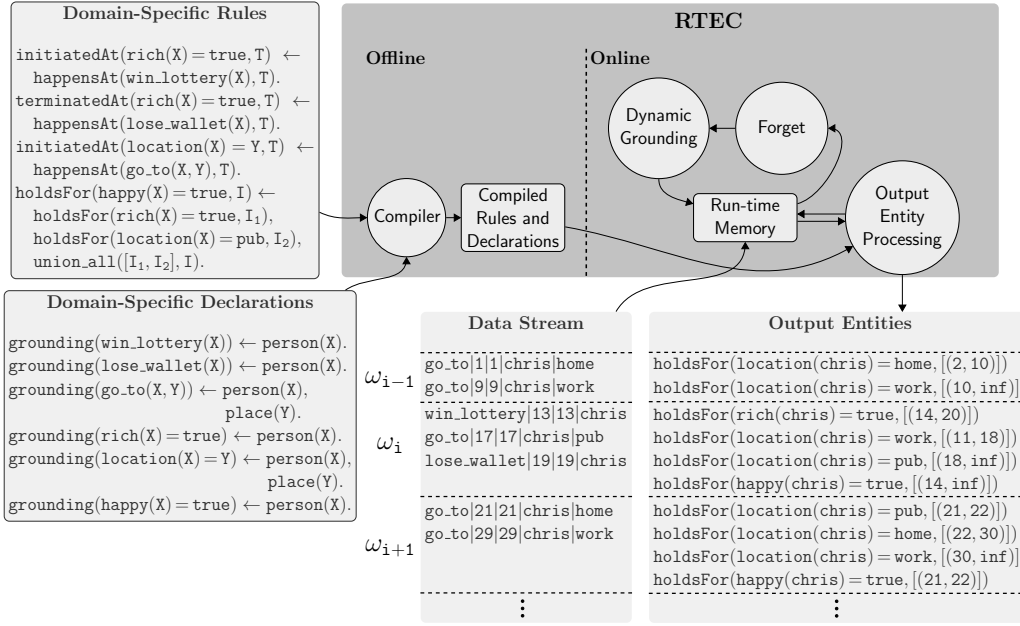 Domain-Specific Rules
initiatedAt(rich(X) = true, T) ←
happensAt(win_lottery(X), T).
terminatedAt(rich(X) = true, T) ←
happensAt(lose_wallet(X), T).
initiatedAt(location(X) = Y, T) ←
happensAt(go_to(X, Y), T).
holdsFor(happy(X) = true, I) ←
holdsFor(rich(X) = true, I₁),
holdsFor(location(X) = pub, I₂),
union_all([I₁, I₂], I).
Domain-Specific Declarations
grounding(win_lottery(X)) ← person(X).
grounding(lose_wallet(X)) ← person(X).
grounding(go_to(X, Y)) ← person(X),
place(Y).
grounding(rich(X) = true) ← person(X).
grounding(location(X) = Y) ← person(X),
place(Y).
grounding(happy(X) = true) ← person(X).
RTEC
Offline
Online
Compiler
Compiled
Rules and
Declarations
Dynamic
Grounding
Forget
Run-time
Memory
Output
Entity
Processing
Data Stream
ω_{i−1}
go_to|1|1|chris|home
go_to|9|9|chris|work
ω_i
win_lottery|13|13|chris
go_to|17|17|chris|pub
lose_wallet|19|19|chris
ω_{i+1}
go_to|21|21|chris|home
go_to|29|29|chris|work
⋮
Output Entities
holdsFor(location(chris) = home, [(2, 10)])
holdsFor(location(chris) = work, [(10, inf)])
holdsFor(rich(chris) = true, [(14, 20)])
holdsFor(location(chris) = work, [(11, 18)])
holdsFor(location(chris) = pub, [(18, inf)])
holdsFor(happy(chris) = true, [(14, inf)])
holdsFor(location(chris) = pub, [(21, 22)])
holdsFor(location(chris) = home, [(22, 30)])
holdsFor(location(chris) = work, [(30, inf)])
holdsFor(happy(chris) = true, [(21, 22)])
⋮